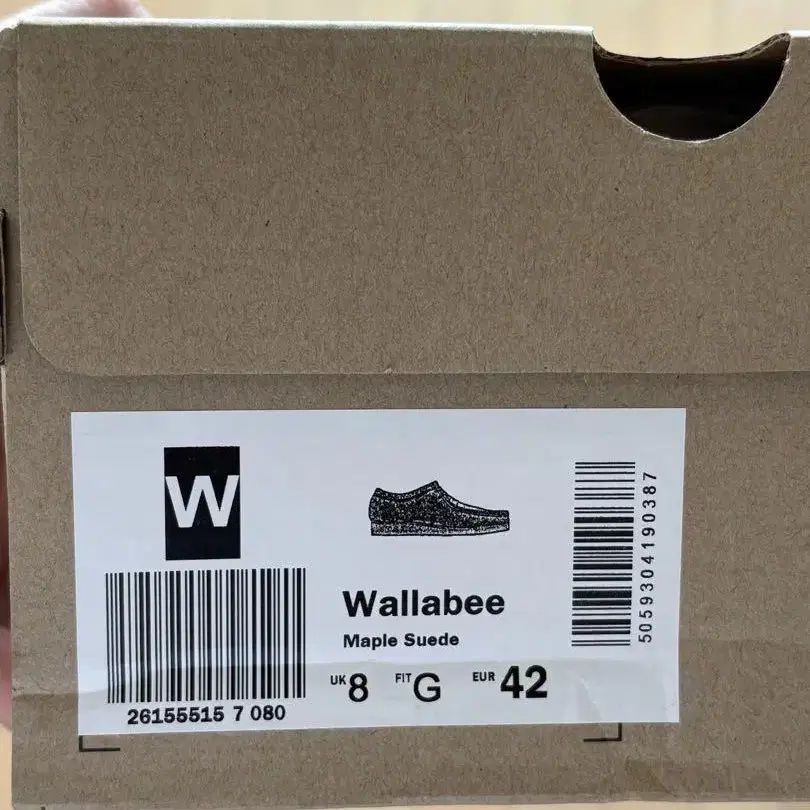 W
26155515 7 080
Wallabee
Maple Suede
UK 8 FIT G EUR 42
5059304190387